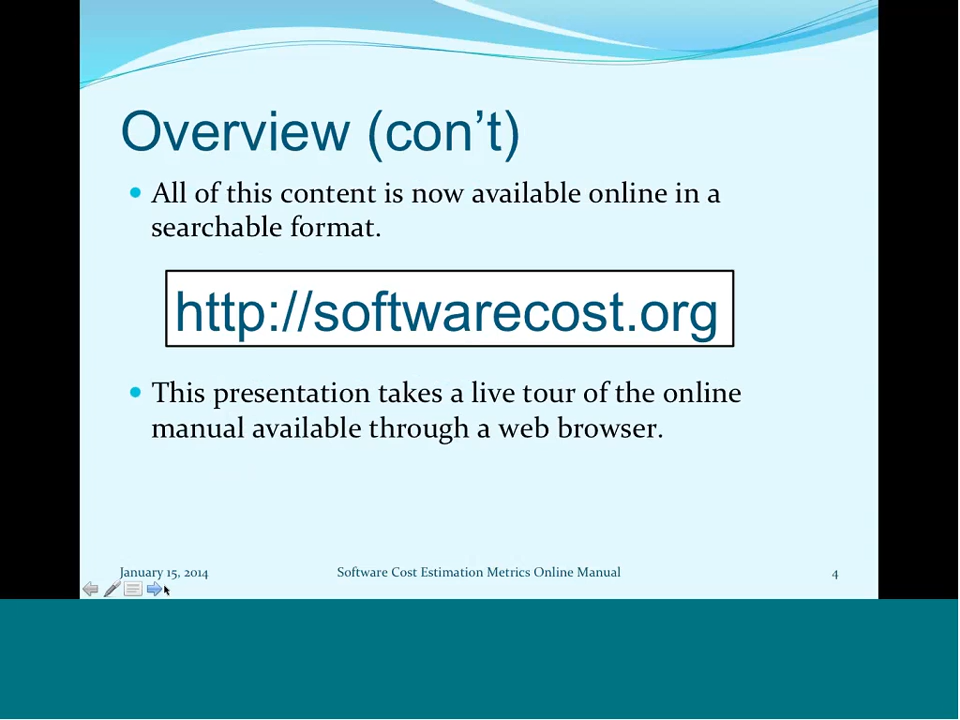 Overview (con’t)
All of this content is now available online in a
searchable format.
http://softwarecost.org
This presentation takes a live tour of the online
manual available through a web browser.
January 15, 2014
Software Cost Estimation Metrics Online Manual
4